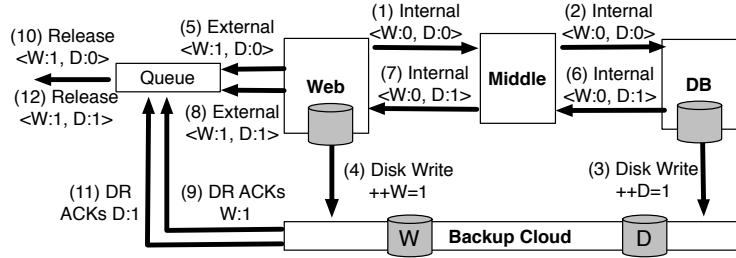 (10) Release
<W:1, D:0>
(12) Release
<W:1, D:1>
Queue
(5) External
<W:1, D:0>
(8) External
<W:1, D:1>
Web
(1) Internal
<W:0, D:0>
(7) Internal
<W:0, D:1>
Middle
(2) Internal
<W:0, D:0>
(6) Internal
<W:0, D:1>
DB
(4) Disk Write
++W=1
(3) Disk Write
++D=1
(11) DR
ACKs D:1
(9) DR ACKs
W:1
W
Backup Cloud
D